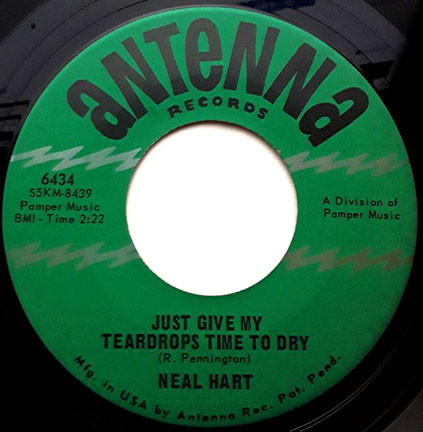 antenna
RECORDS
6434
S5KM-8439
Pamper Music
BMI - Time 2:22
A Division of
Pamper Music
JUST GIVE MY
TEARDROPS TIME TO DRY
(R. Pennington)
NEAL HART
Mfg. in USA by Antenna Rec. Pat. Pend.